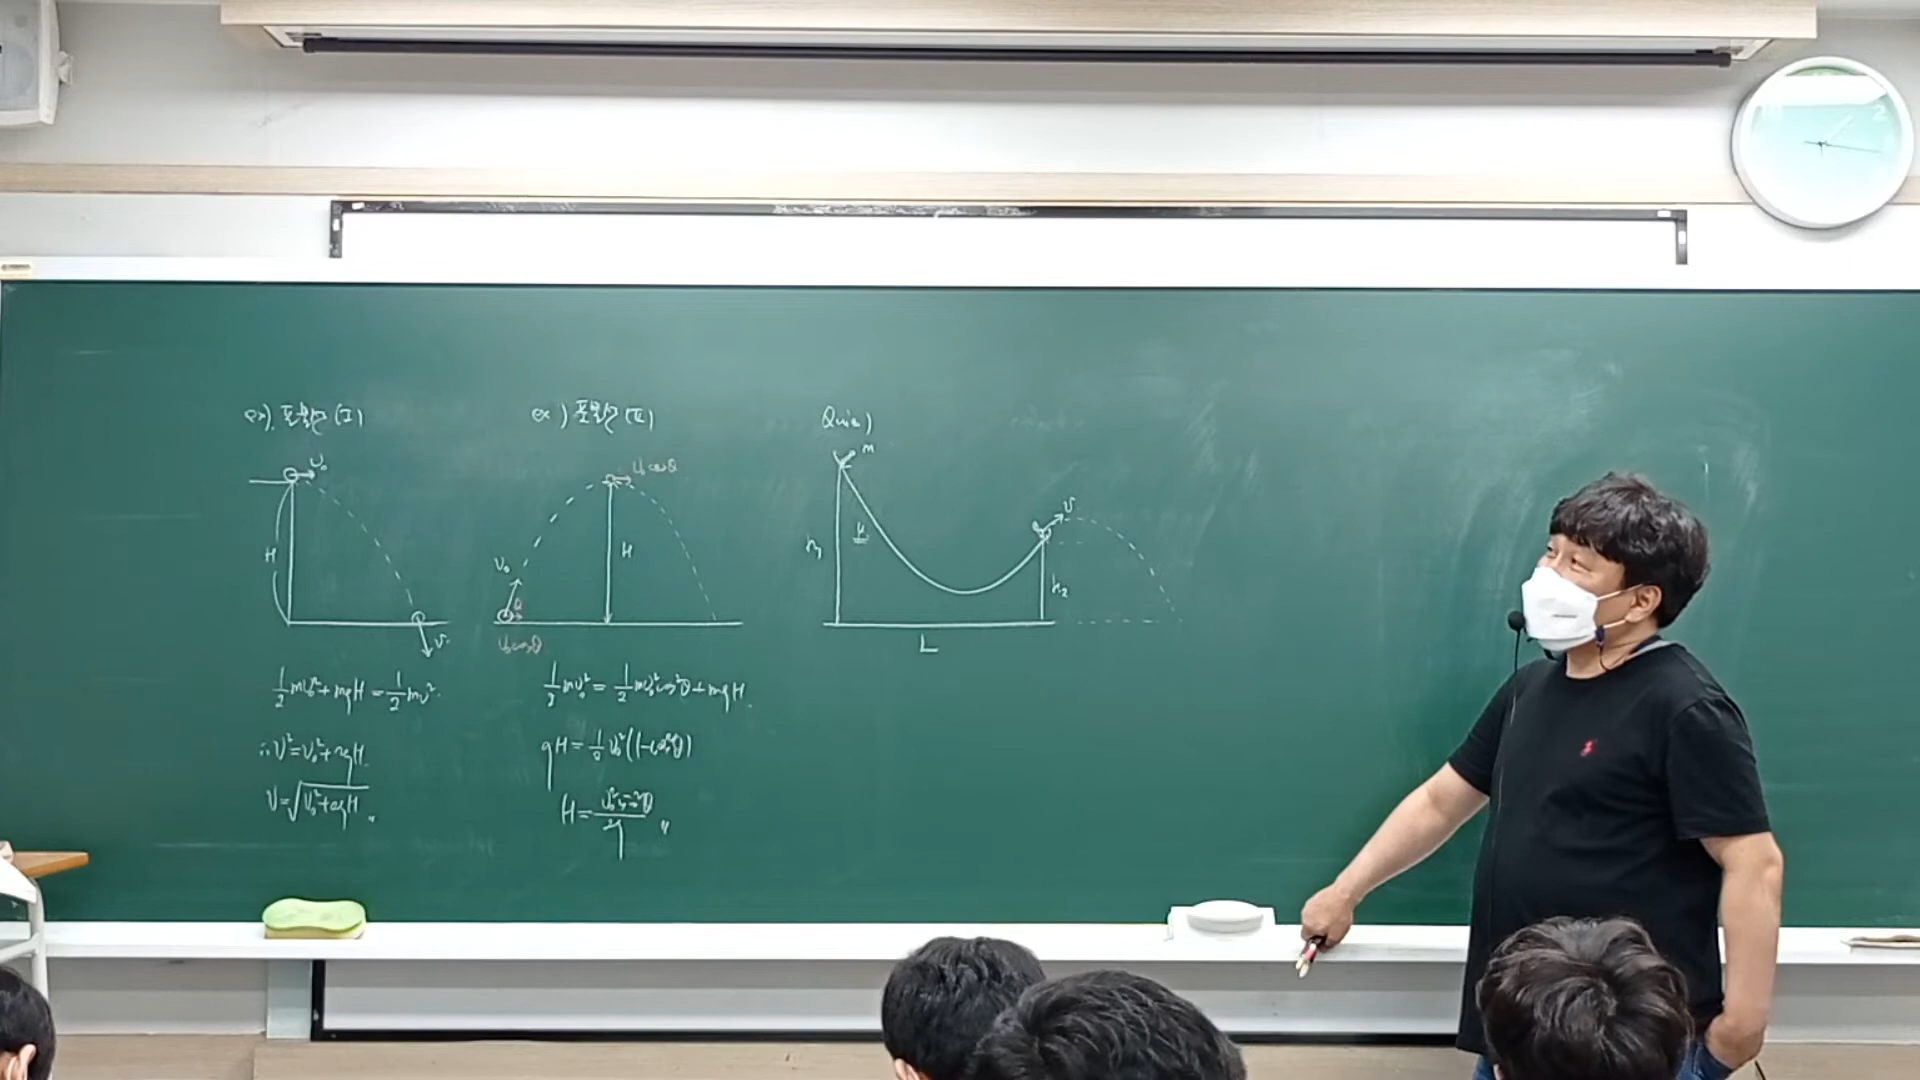 ex). 포물선 (I)
v₀
H
v.
½mv₀²+mgH=½mv².
∴v²=v₀²+2gH.
v=√(v₀²+2gH) 〃
ex) 포물선 (II)
v₀cosθ
H
v₀
θ
v₀cosθ
½mv₀²=½mv₀²cos²θ+mgH.
gH=½v₀²(1-cos²θ)
H=v₀²sin²θ/2g 〃
Quiz)
m
h₁
μ
v
h₂
L
2